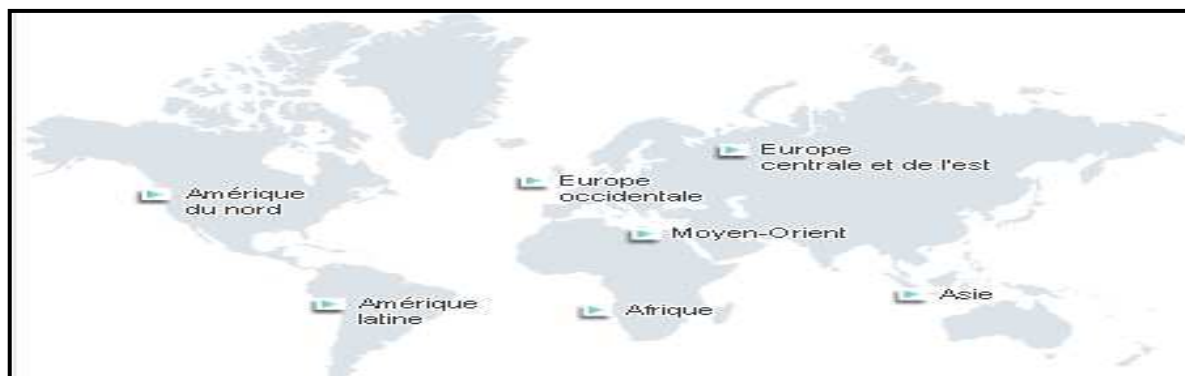 Europe
centrale et de l'est
Europe
occidentale
Amérique
du nord
Moyen-Orient
Asie
Amérique
latine
Afrique